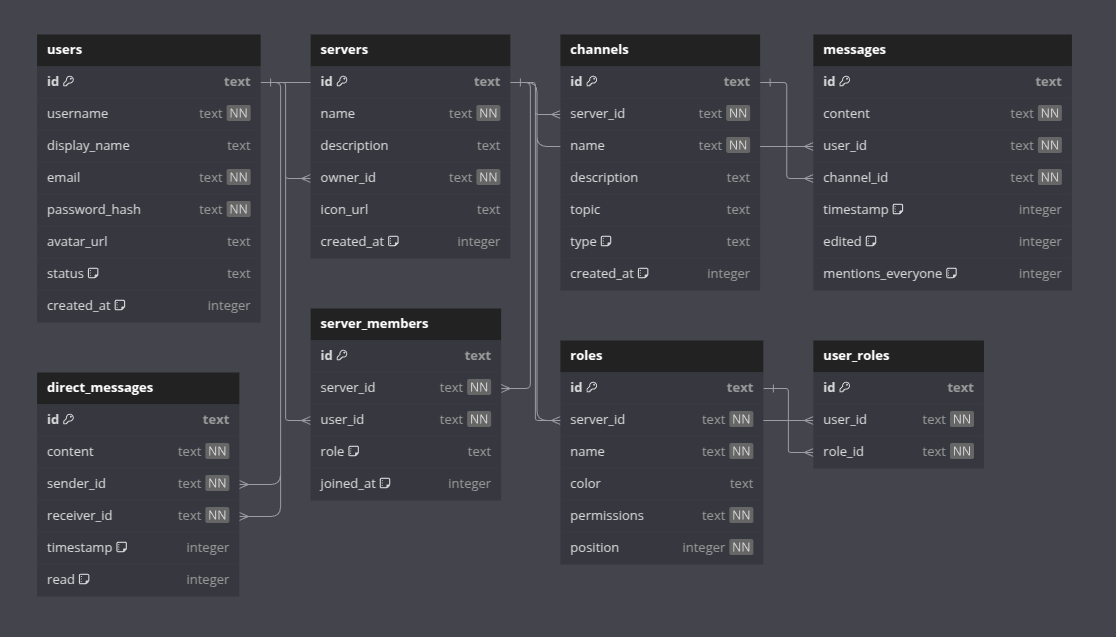 users
id text
username text NN
display_name text
email text NN
password_hash text NN
avatar_url text
status text
created_at integer
servers
id text
name text NN
description text
owner_id text NN
icon_url text
created_at integer
channels
id text
server_id text NN
name text NN
description text
topic text
type text
created_at integer
messages
id text
content text NN
user_id text NN
channel_id text NN
timestamp integer
edited integer
mentions_everyone integer
direct_messages
id text
content text NN
sender_id text NN
receiver_id text NN
timestamp integer
read integer
server_members
id text
server_id text NN
user_id text NN
role text
joined_at integer
roles
id text
server_id text NN
name text NN
color text
permissions text NN
position integer NN
user_roles
id text
user_id text NN
role_id text NN